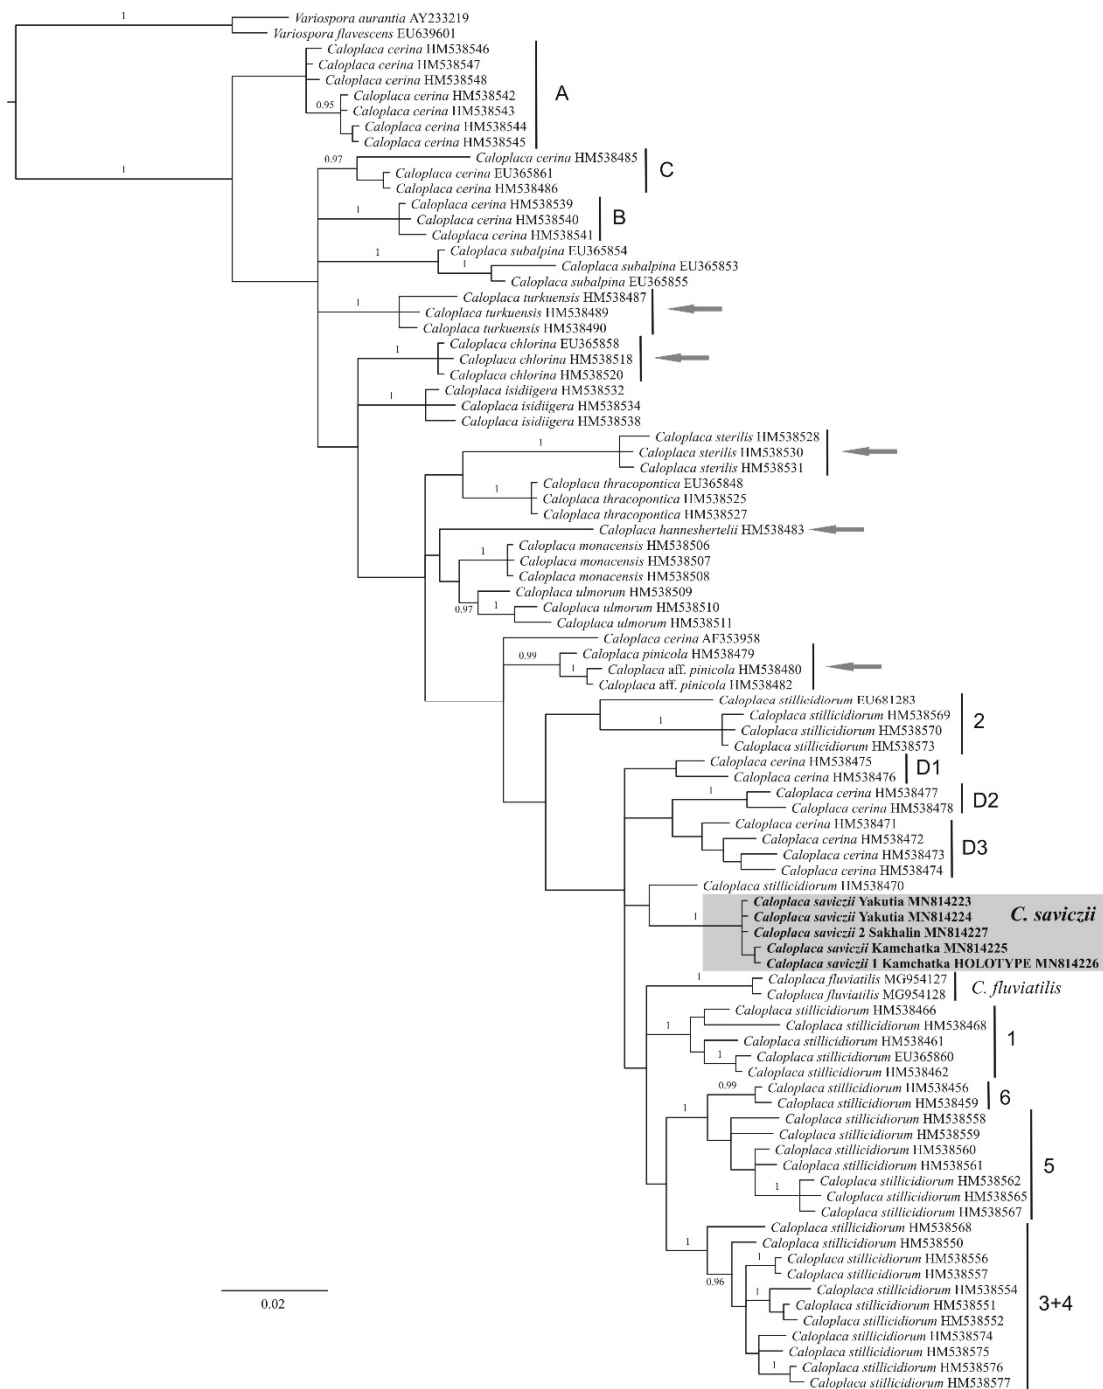 1
Variospora aurantia AY233219
Variospora flavescens EU639601
Caloplaca cerina HM538546
Caloplaca cerina HM538547
Caloplaca cerina HM538548
0.95
Caloplaca cerina HM538542
Caloplaca cerina HM538543
Caloplaca cerina HM538544
Caloplaca cerina HM538545
A
1
0.97
Caloplaca cerina HM538485
Caloplaca cerina EU365861
Caloplaca cerina HM538486
C
1
Caloplaca cerina HM538539
Caloplaca cerina HM538540
Caloplaca cerina HM538541
B
1
Caloplaca subalpina EU365854
1
Caloplaca subalpina EU365853
Caloplaca subalpina EU365855
1
Caloplaca turkuensis HM538487
Caloplaca turkuensis HM538489
Caloplaca turkuensis HM538490
1
Caloplaca chlorina EU365858
Caloplaca chlorina HM538518
Caloplaca chlorina HM538520
1
Caloplaca isidiigera HM538532
Caloplaca isidiigera HM538534
Caloplaca isidiigera HM538538
1
Caloplaca sterilis HM538528
Caloplaca sterilis HM538530
Caloplaca sterilis HM538531
1
Caloplaca thracopontica EU365848
Caloplaca thracopontica HM538525
Caloplaca thracopontica HM538527
Caloplaca hanneshertelii HM538483
1
Caloplaca monacensis HM538506
Caloplaca monacensis HM538507
Caloplaca monacensis HM538508
0.97
Caloplaca ulmorum HM538509
1
Caloplaca ulmorum HM538510
Caloplaca ulmorum HM538511
Caloplaca cerina AF353958
0.99
Caloplaca pinicola HM538479
1
Caloplaca aff. pinicola HM538480
Caloplaca aff. pinicola HM538482
Caloplaca stillicidiorum EU681283
1
Caloplaca stillicidiorum HM538569
Caloplaca stillicidiorum HM538570
Caloplaca stillicidiorum HM538573
2
Caloplaca cerina HM538475
Caloplaca cerina HM538476
D1
1
Caloplaca cerina HM538477
Caloplaca cerina HM538478
D2
Caloplaca cerina HM538471
Caloplaca cerina HM538472
Caloplaca cerina HM538473
Caloplaca cerina HM538474
D3
Caloplaca stillicidiorum HM538470
1
Caloplaca saviczii Yakutia MN814223
Caloplaca saviczii Yakutia MN814224
Caloplaca saviczii 2 Sakhalin MN814227
Caloplaca saviczii Kamchatka MN814225
Caloplaca saviczii 1 Kamchatka HOLOTYPE MN814226
C. saviczii
1
Caloplaca fluviatilis MG954127
Caloplaca fluviatilis MG954128
C. fluviatilis
1
Caloplaca stillicidiorum HM538466
Caloplaca stillicidiorum HM538468
Caloplaca stillicidiorum HM538461
1
Caloplaca stillicidiorum EU365860
Caloplaca stillicidiorum HM538462
1
1
0.99
Caloplaca stillicidiorum HM538456
Caloplaca stillicidiorum HM538459
6
Caloplaca stillicidiorum HM538558
Caloplaca stillicidiorum HM538559
Caloplaca stillicidiorum HM538560
Caloplaca stillicidiorum HM538561
1
Caloplaca stillicidiorum HM538562
Caloplaca stillicidiorum HM538565
Caloplaca stillicidiorum HM538567
5
1
Caloplaca stillicidiorum HM538568
Caloplaca stillicidiorum HM538550
0.96
1
Caloplaca stillicidiorum HM538556
Caloplaca stillicidiorum HM538557
1
Caloplaca stillicidiorum HM538554
Caloplaca stillicidiorum HM538551
Caloplaca stillicidiorum HM538552
Caloplaca stillicidiorum HM538574
Caloplaca stillicidiorum HM538575
1
Caloplaca stillicidiorum HM538576
Caloplaca stillicidiorum HM538577
3+4
0.02